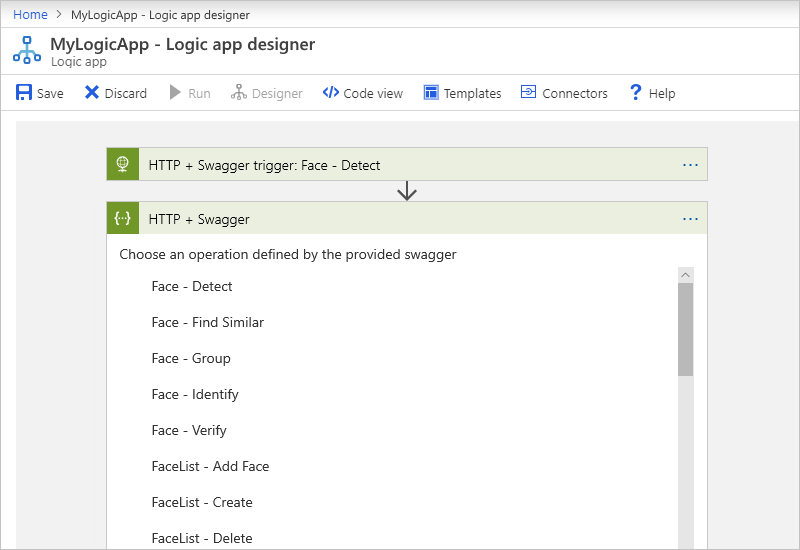 Home > MyLogicApp - Logic app designer
MyLogicApp - Logic app designer
Logic app
Save Discard Run Designer Code view Templates Connectors ? Help
HTTP + Swagger trigger: Face - Detect ...
{··} HTTP + Swagger ...
Choose an operation defined by the provided swagger
Face - Detect
Face - Find Similar
Face - Group
Face - Identify
Face - Verify
FaceList - Add Face
FaceList - Create
FaceList - Delete